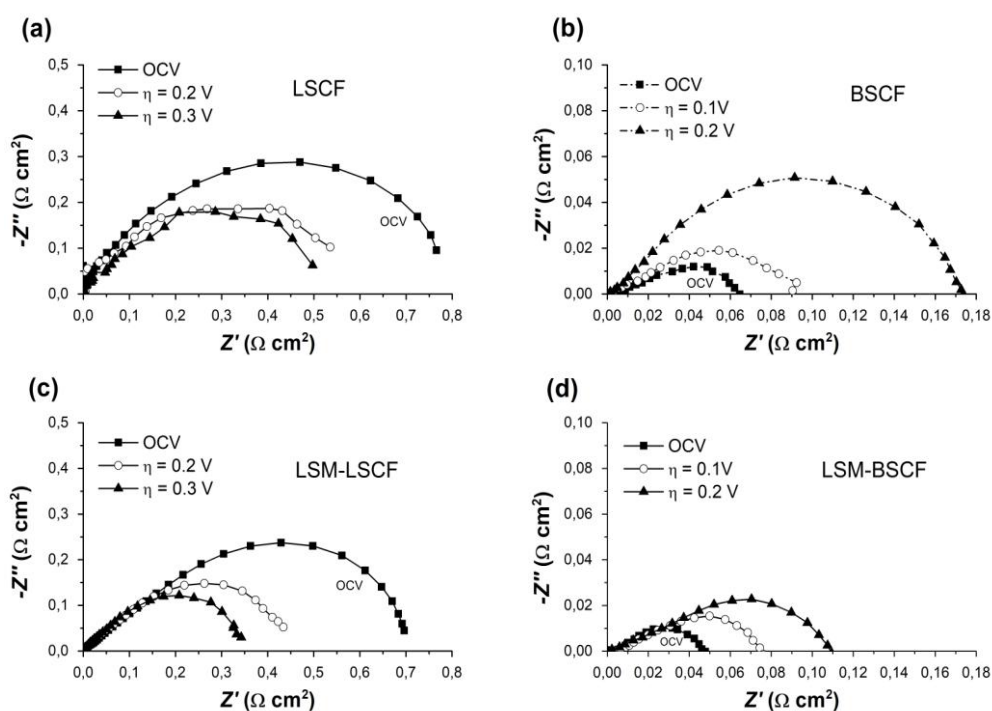 (a)
0,5
0,4
0,3
0,2
0,1
0,0
-Z" (Ω cm²)
OCV
η = 0.2 V
η = 0.3 V
LSCF
OCV
0,0 0,1 0,2 0,3 0,4 0,5 0,6 0,7 0,8
Z' (Ω cm²)
(b)
0,10
0,08
0,06
0,04
0,02
0,00
-Z" (Ω cm²)
OCV
η = 0.1V
η = 0.2 V
BSCF
OCV
0,00 0,02 0,04 0,06 0,08 0,10 0,12 0,14 0,16 0,18
Z' (Ω cm²)
(c)
0,5
0,4
0,3
0,2
0,1
0,0
-Z" (Ω cm²)
OCV
η = 0.2 V
η = 0.3 V
LSM-LSCF
OCV
0,0 0,1 0,2 0,3 0,4 0,5 0,6 0,7 0,8
Z' (Ω cm²)
(d)
0,10
0,08
0,06
0,04
0,02
0,00
-Z" (Ω cm²)
OCV
η = 0.1V
η = 0.2 V
LSM-BSCF
OCV
0,00 0,02 0,04 0,06 0,08 0,10 0,12 0,14 0,16 0,18
Z' (Ω cm²)